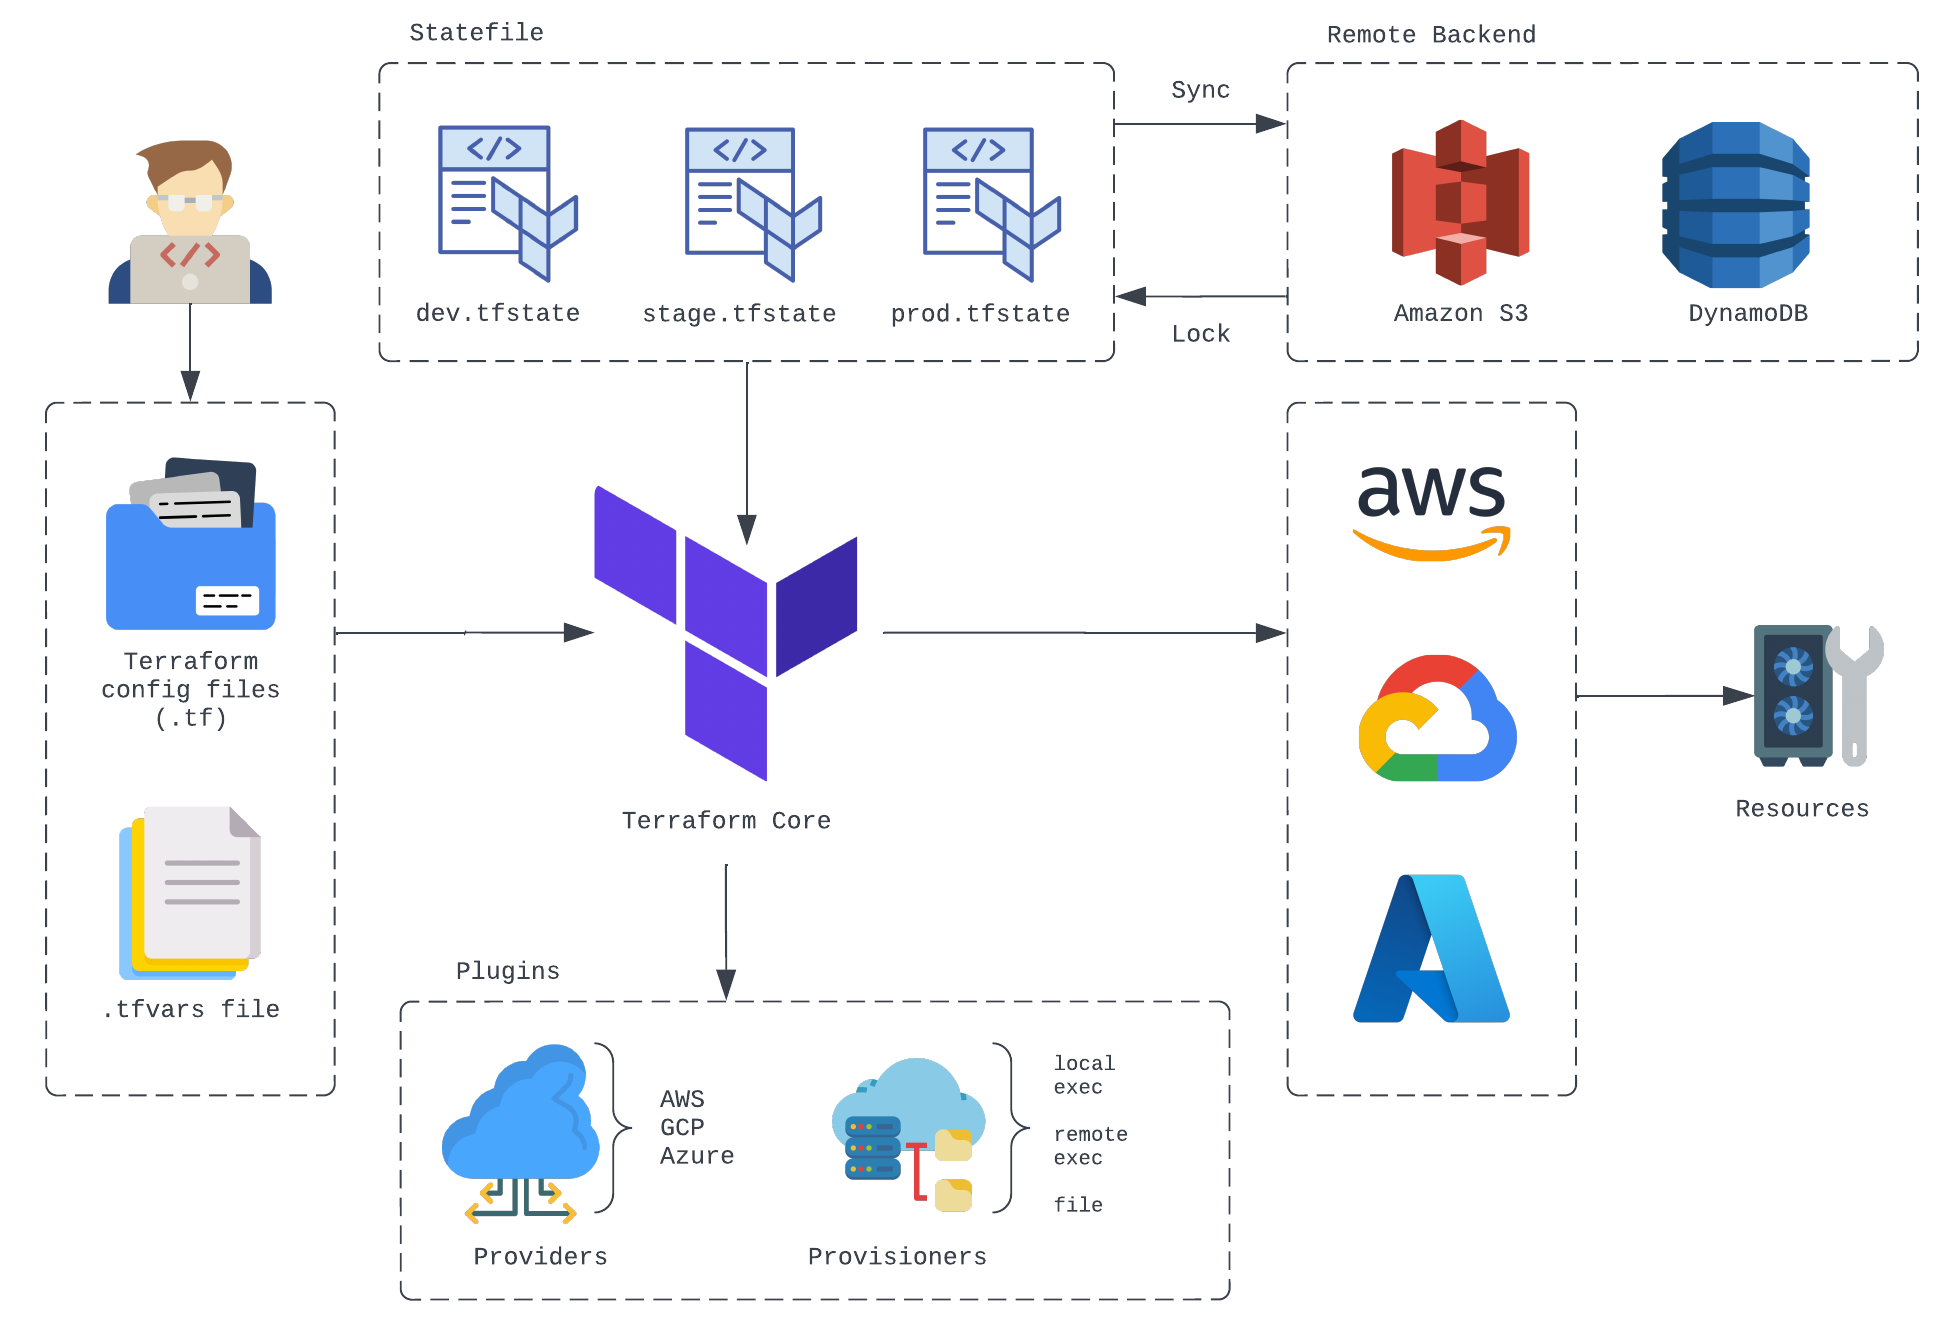 Statefile
Remote Backend
Sync
dev.tfstate
stage.tfstate
prod.tfstate
Lock
Amazon S3
DynamoDB
Terraform
config files
(.tf)
.tfvars file
Terraform Core
aws
Resources
Plugins
AWS
GCP
Azure
Providers
Provisioners
local
exec
remote
exec
file